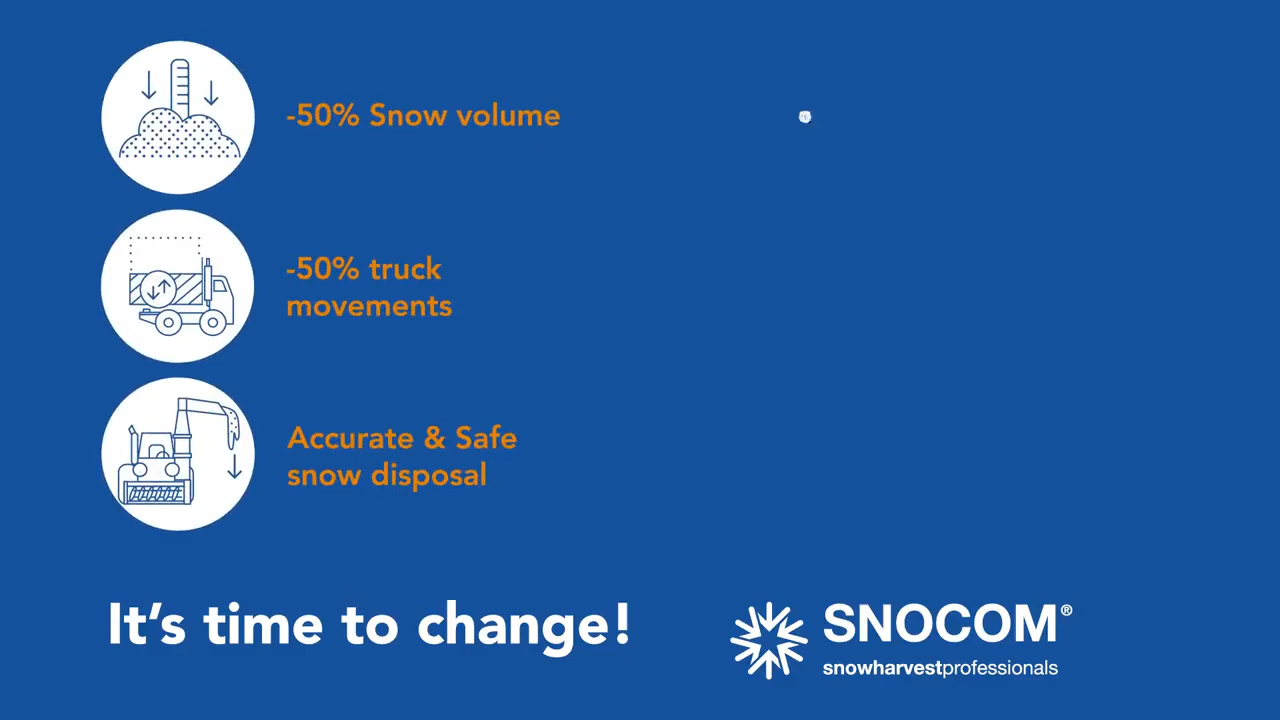 -50% Snow volume
-50% truck
movements
Accurate & Safe
snow disposal
It's time to change!
SNOCOM®
snowharvestprofessionals